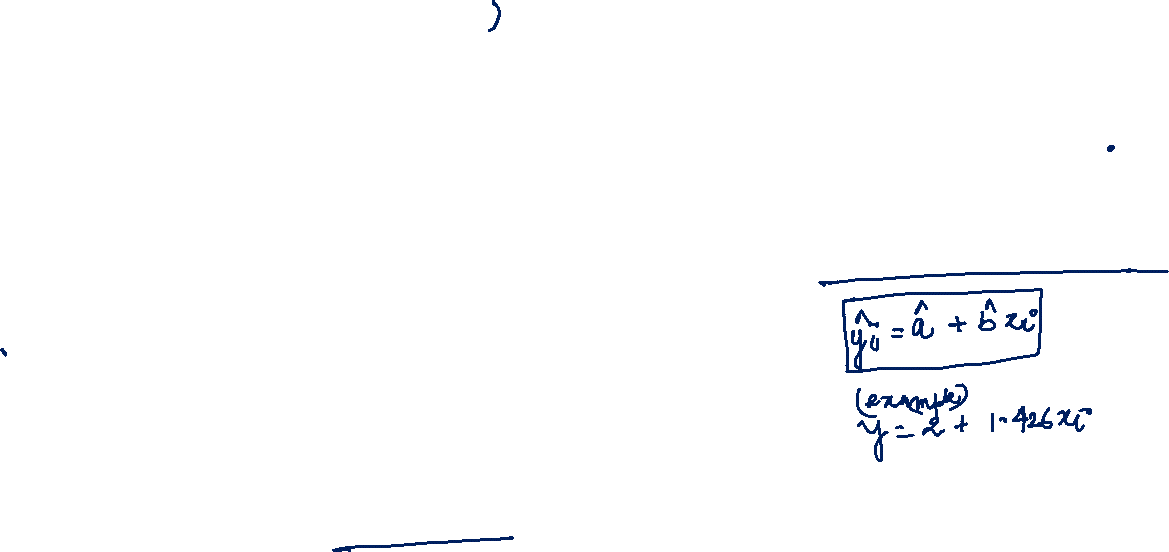 )
ŷi = â + b̂ xi
(example)
ŷ = 2 + 1.426xi